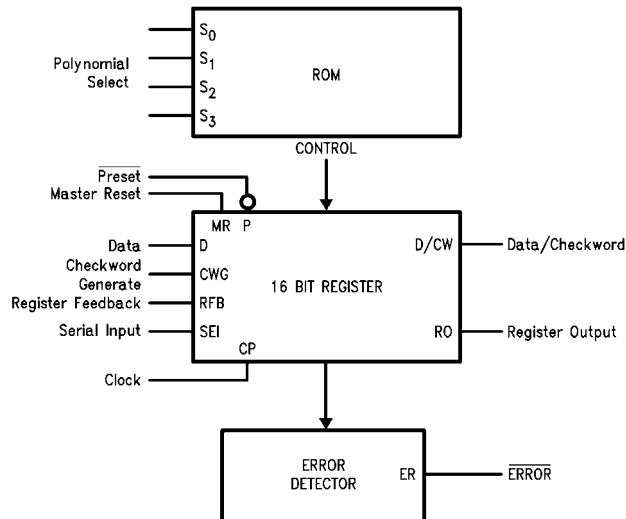 S0
S1
Polynomial
Select
S2
S3
ROM
CONTROL
Preset
Master Reset
MR P
Data
D
D/CW
Data/Checkword
Checkword
Generate
CWG
16 BIT REGISTER
Register Feedback
RFB
Serial Input
SEI
RO
Register Output
CP
Clock
ERROR
DETECTOR
ER
ERROR